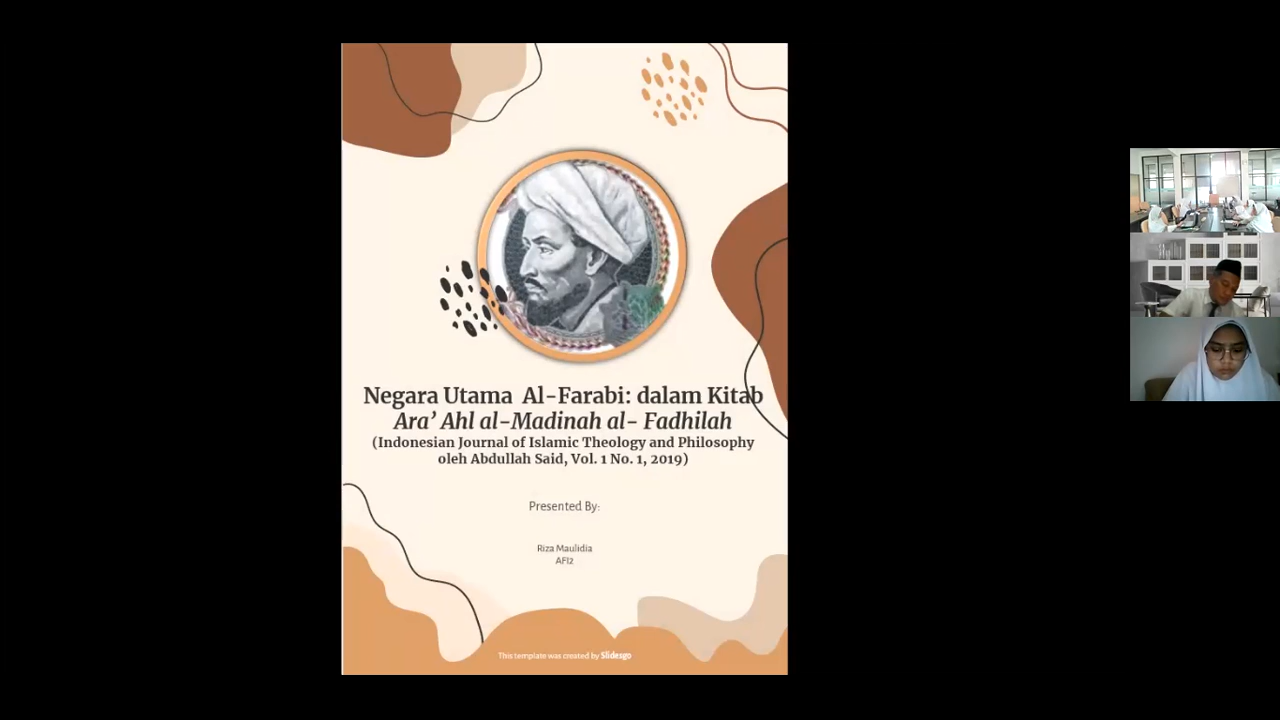 Negara Utama Al-Farabi: dalam Kitab
Ara' Ahl al-Madinah al- Fadhilah
(Indonesian Journal of Islamic Theology and Philosophy
oleh Abdullah Said, Vol. 1 No. 1, 2019)
Presented By:
Riza Maulidia
AFI2
This template was created by Slidesgo